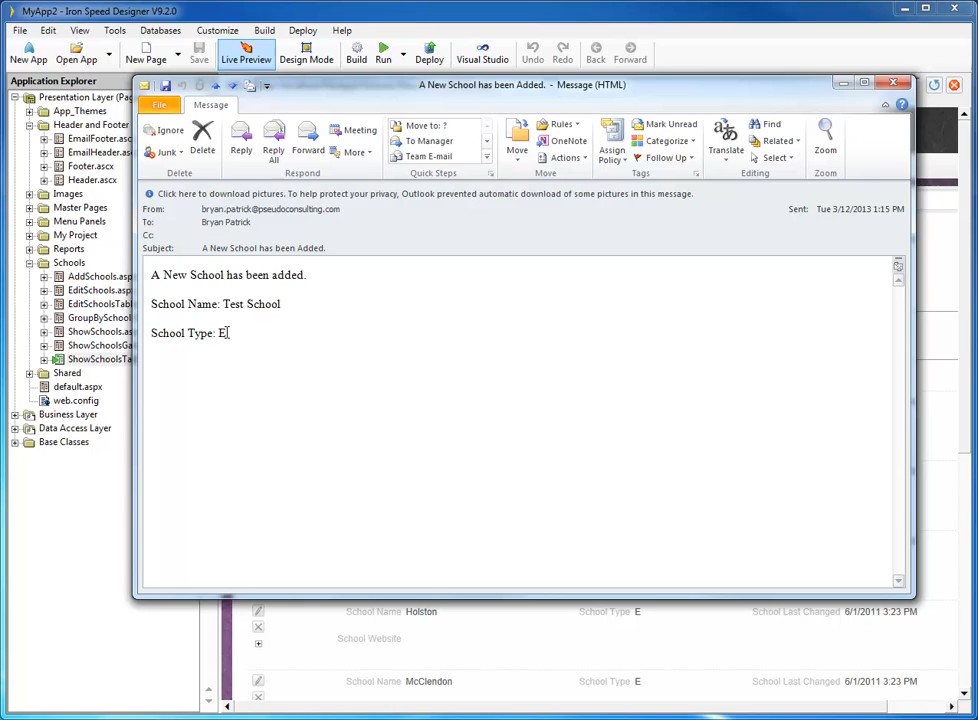 MyApp2 - Iron Speed Designer V9.2.0
File Edit View Tools Databases Customize Build Deploy Help
New App Open App New Page Save Live Preview Design Mode Build Run Deploy Visual Studio Undo Redo Back Forward
Application Explorer
Presentation Layer (Pag
App_Themes
Header and Footer
EmailFooter.asc
EmailHeader.asc
Footer.ascx
Header.ascx
Images
Master Pages
Menu Panels
My Project
Reports
Schools
AddSchools.asp
EditSchools.asp
EditSchoolsTabl
GroupBySchool
ShowSchools.as
ShowSchoolsGa
ShowSchoolsTa
Shared
default.aspx
web.config
Business Layer
Data Access Layer
Base Classes
A New School has been Added. - Message (HTML)
File Message
Ignore
Junk
Delete
Delete
Reply
Reply All
Forward
Meeting
More
Respond
Move to: ?
To Manager
Team E-mail
Quick Steps
Move
Rules
OneNote
Actions
Move
Assign Policy
Mark Unread
Categorize
Follow Up
Tags
Translate
Find
Related
Select
Editing
Zoom
Zoom
Click here to download pictures. To help protect your privacy, Outlook prevented automatic download of some pictures in this message.
From: bryan.patrick@pseudoconsulting.com Sent: Tue 3/12/2013 1:15 PM
To: Bryan Patrick
Cc:
Subject: A New School has been Added.
A New School has been added.
School Name: Test School
School Type: E
School Name Holston School Type E School Last Changed 6/1/2011 3:23 PM
School Website
School Name McClendon School Type E School Last Changed 6/1/2011 3:23 PM